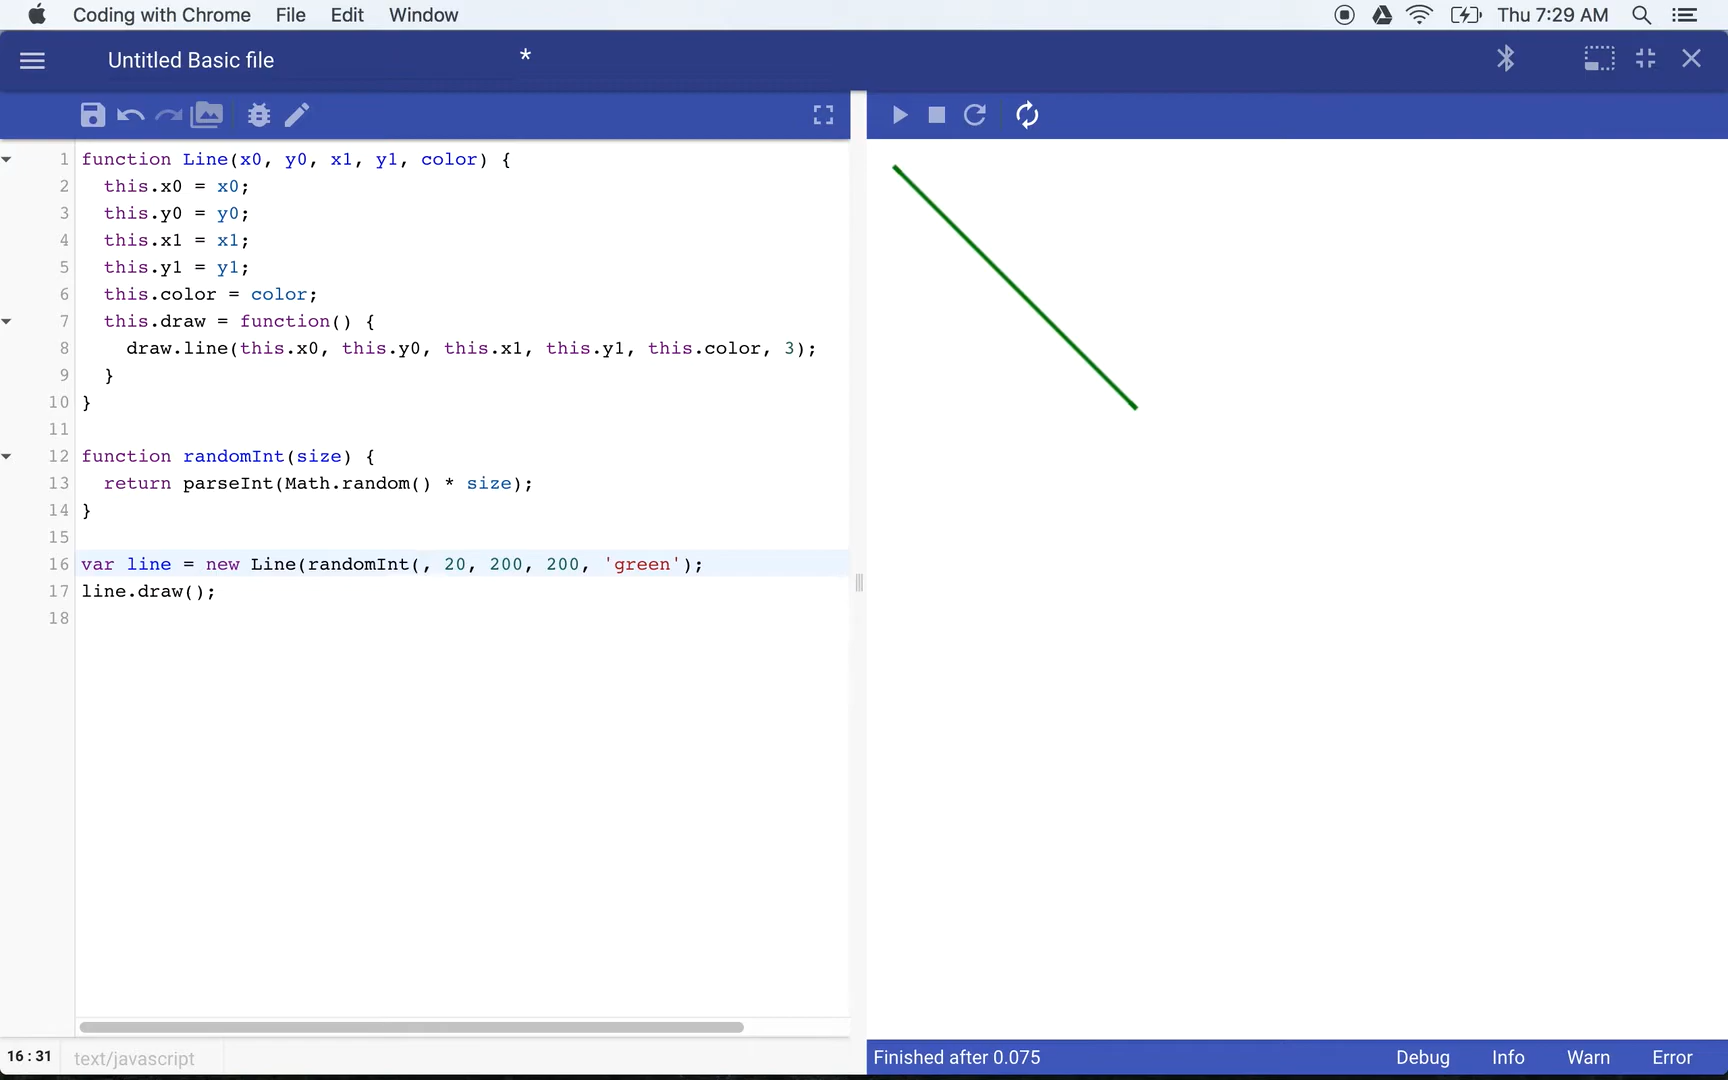 Coding with Chrome File Edit Window Thu 7:29 AM
Untitled Basic file *
1 function Line(x0, y0, x1, y1, color) {
2 this.x0 = x0;
3 this.y0 = y0;
4 this.x1 = x1;
5 this.y1 = y1;
6 this.color = color;
7 this.draw = function() {
8 draw.line(this.x0, this.y0, this.x1, this.y1, this.color, 3);
9 }
10 }
11
12 function randomInt(size) {
13 return parseInt(Math.random() * size);
14 }
15
16 var line = new Line(randomInt(, 20, 200, 200, 'green');
17 line.draw();
18
16 : 31 text/javascript
Finished after 0.075 Debug Info Warn Error